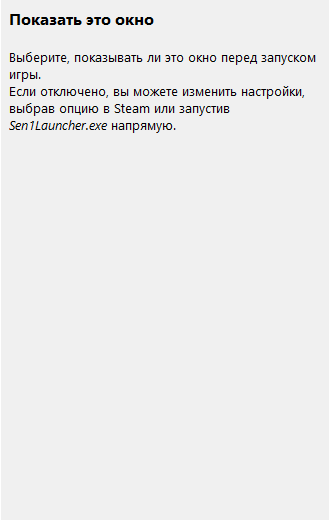 Показать это окно
Выберите, показывать ли это окно перед запуском
игры.
Если отключено, вы можете изменить настройки,
выбрав опцию в Steam или запустив
Sen1Launcher.exe напрямую.